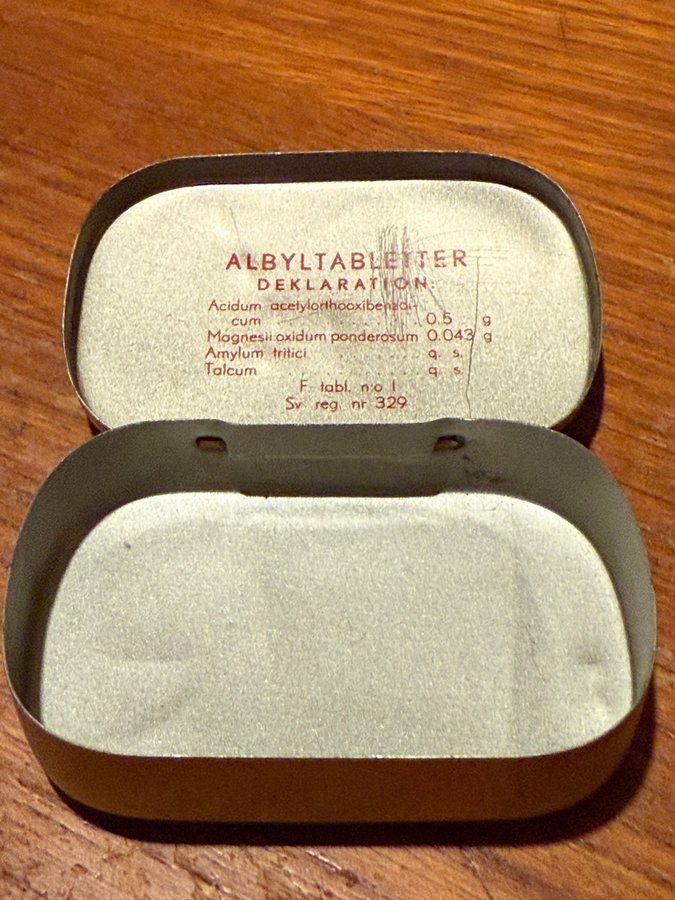 ALBYLTABLETTER
DEKLARATION:
Acidum acetylorthooxibenzoi-
cum . . . . . 0.5 g
Magnesii oxidum ponderosum 0.043 g
Amylum tritici . . . . . q. s.
Talcum . . . . . q. s.
F. tabl. n:o I
Sv. reg. nr 329